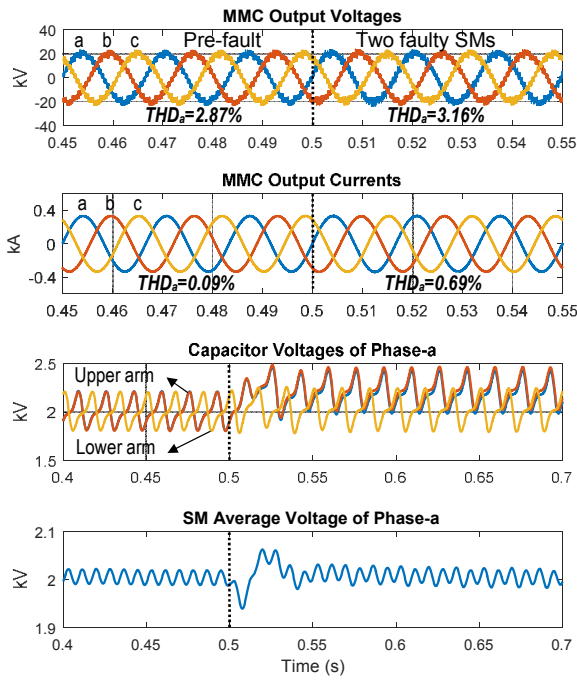 MMC Output Voltages
40
20
0
-20
-40
kV
a b c Pre-fault Two faulty SMs
THDa=2.87% THDa=3.16%
0.45 0.46 0.47 0.48 0.49 0.5 0.51 0.52 0.53 0.54 0.55
MMC Output Currents
0.4
0
-0.4
kA
a b c
THDa=0.09% THDa=0.69%
0.45 0.46 0.47 0.48 0.49 0.5 0.51 0.52 0.53 0.54 0.55
Capacitor Voltages of Phase-a
2.5
2
1.5
kV
Upper arm
Lower arm
0.4 0.45 0.5 0.55 0.6 0.65 0.7
SM Average Voltage of Phase-a
2.1
2
1.9
kV
0.4 0.45 0.5 0.55 0.6 0.65 0.7
Time (s)